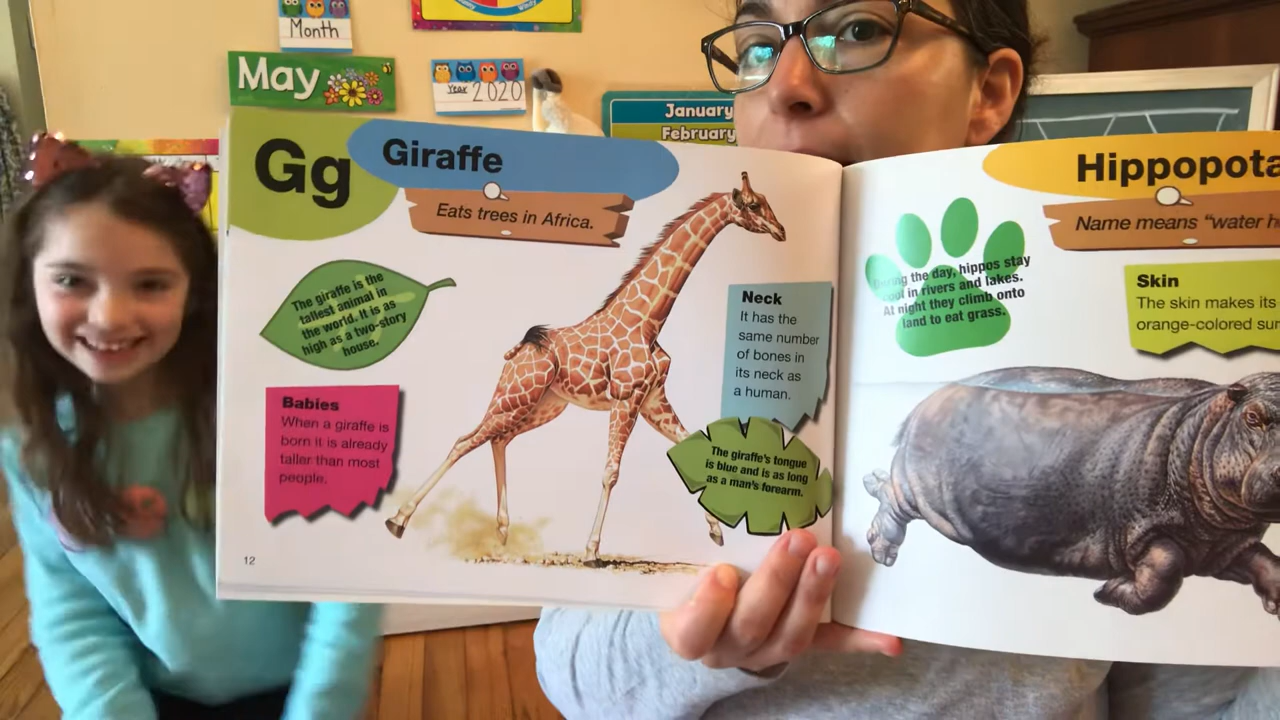 Month
May
Year 2020
January
February
Gg
Giraffe
Eats trees in Africa.
The giraffe is the
tallest animal in
the world. It is as
high as a two-story
house.
Babies
When a giraffe is
born it is already
taller than most
people.
Neck
It has the
same number
of bones in
its neck as
a human.
The giraffe's tongue
is blue and is as long
as a man's forearm.
12
Hippopota
Name means "water h
During the day, hippos stay
cool in rivers and lakes.
At night they climb onto
land to eat grass.
Skin
The skin makes its
orange-colored sun